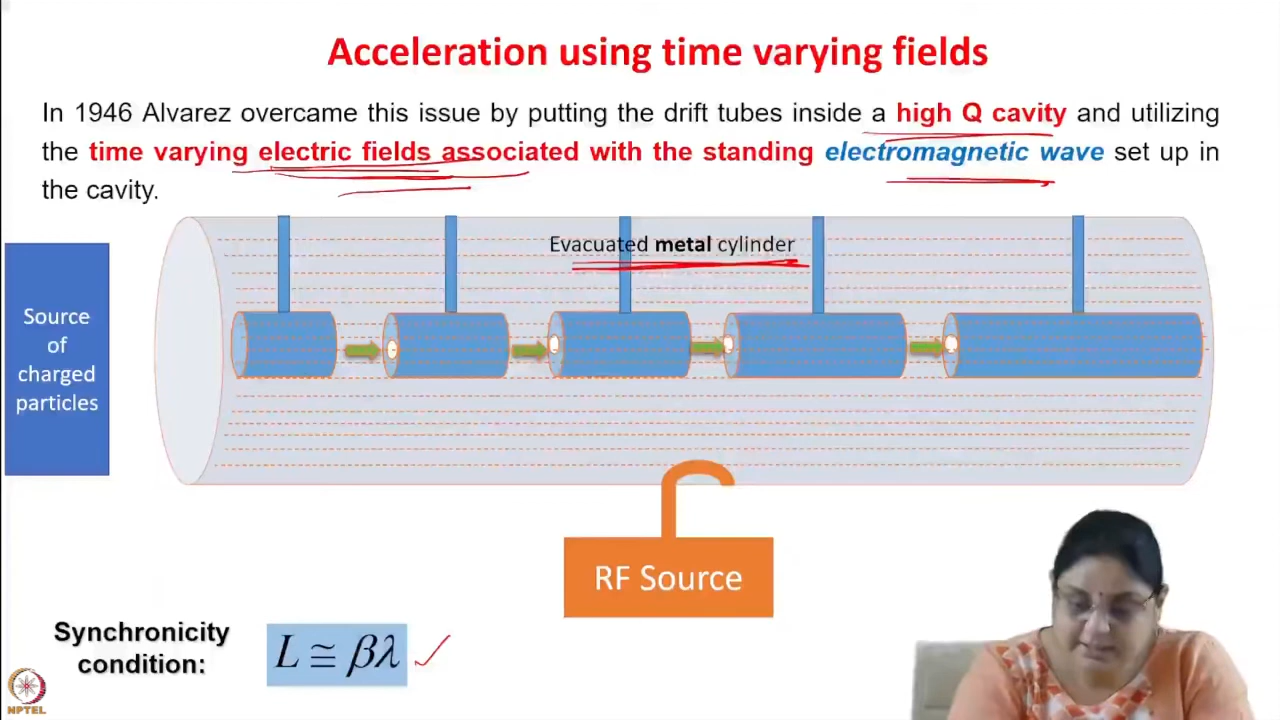 Acceleration using time varying fields
In 1946 Alvarez overcame this issue by putting the drift tubes inside a high Q cavity and utilizing
the time varying electric fields associated with the standing electromagnetic wave set up in
the cavity.
Evacuated metal cylinder
Source
of
charged
particles
RF Source
Synchronicity
condition:
L ≅ βλ
NPTEL